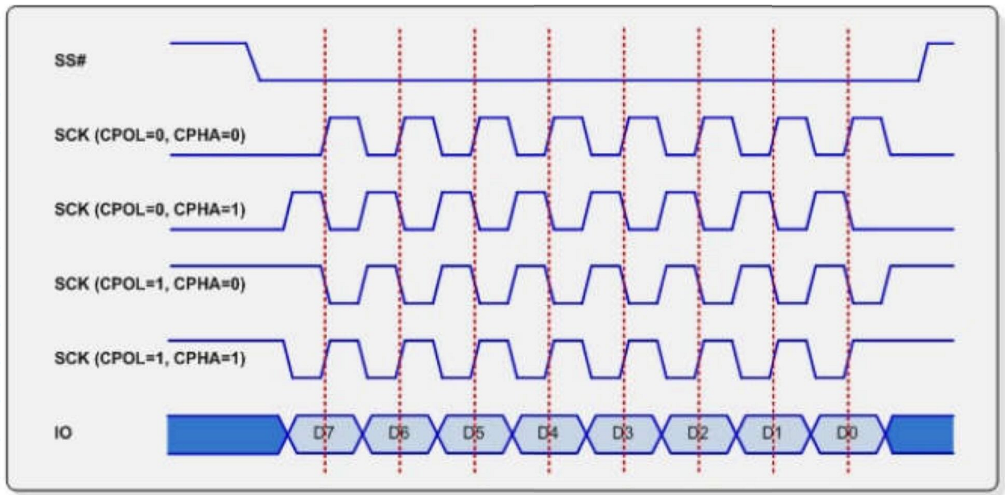 SS#
SCK (CPOL=0, CPHA=0)
SCK (CPOL=0, CPHA=1)
SCK (CPOL=1, CPHA=0)
SCK (CPOL=1, CPHA=1)
IO D7 D6 D5 D4 D3 D2 D1 D0